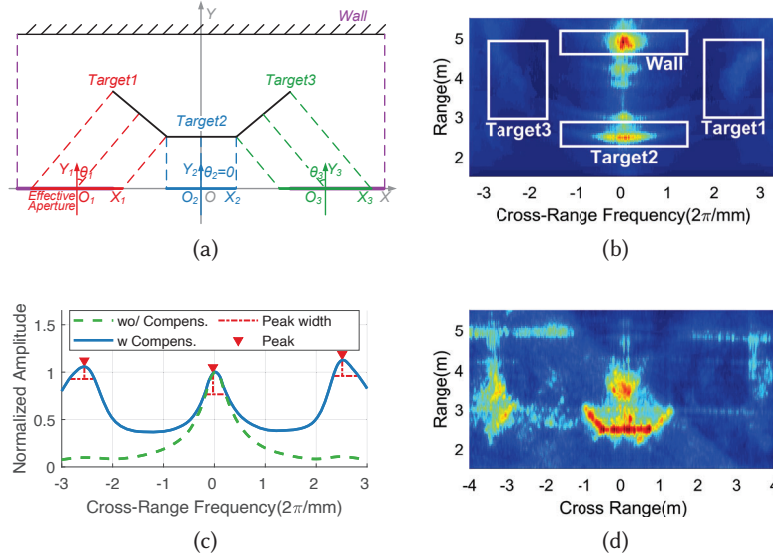 Y
Wall
Target1
Target3
Target2
Y₁ θ₁
Y₂ θ₂=0
θ₃ Y₃
Effective Aperture
O₁
X₁
O₂
O
X₂
O₃
X₃
X
(a)
Range(m)
5
4
3
2
Wall
Target3
Target1
Target2
-3 -2 -1 0 1 2 3
Cross-Range Frequency(2π/mm)
(b)
Normalized Amplitude
1.5
1
0.5
0
wo/ Compens.
Peak width
w Compens.
Peak
-3 -2 -1 0 1 2 3
Cross-Range Frequency(2π/mm)
(c)
Range(m)
5
4
3
2
-4 -3 -2 -1 0 1 2 3 4
Cross Range(m)
(d)